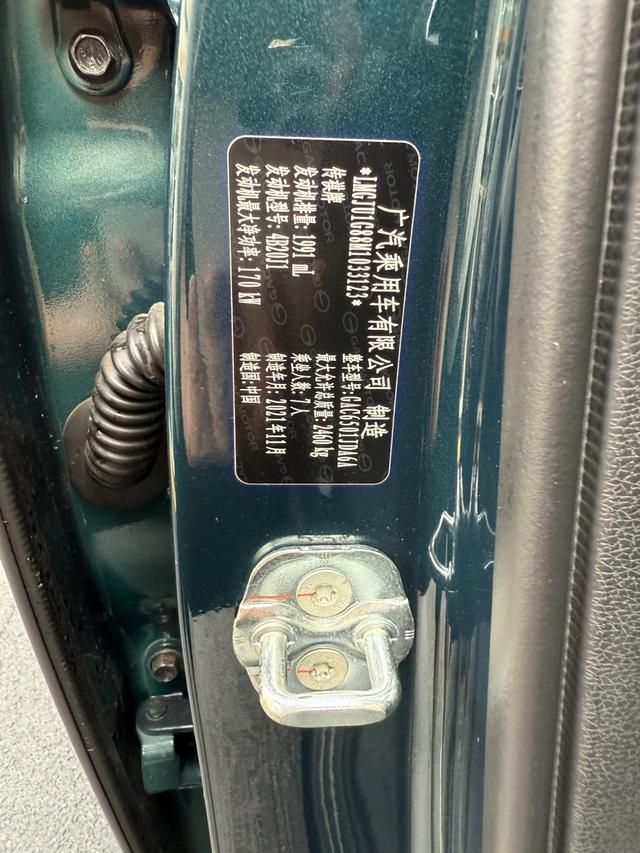 广汽乘用车有限公司 制造
*LMGJU1G88M1033123*
传祺牌 整车型号: GAC6501JDA6A
发动机排量: 1991 mL 最大允许总质量: 2460 kg
发动机型号: 4B20J1 乘坐人数: 7人
发动机最大净功率: 170 kW 制造年月: 2021年11月
制造国: 中国